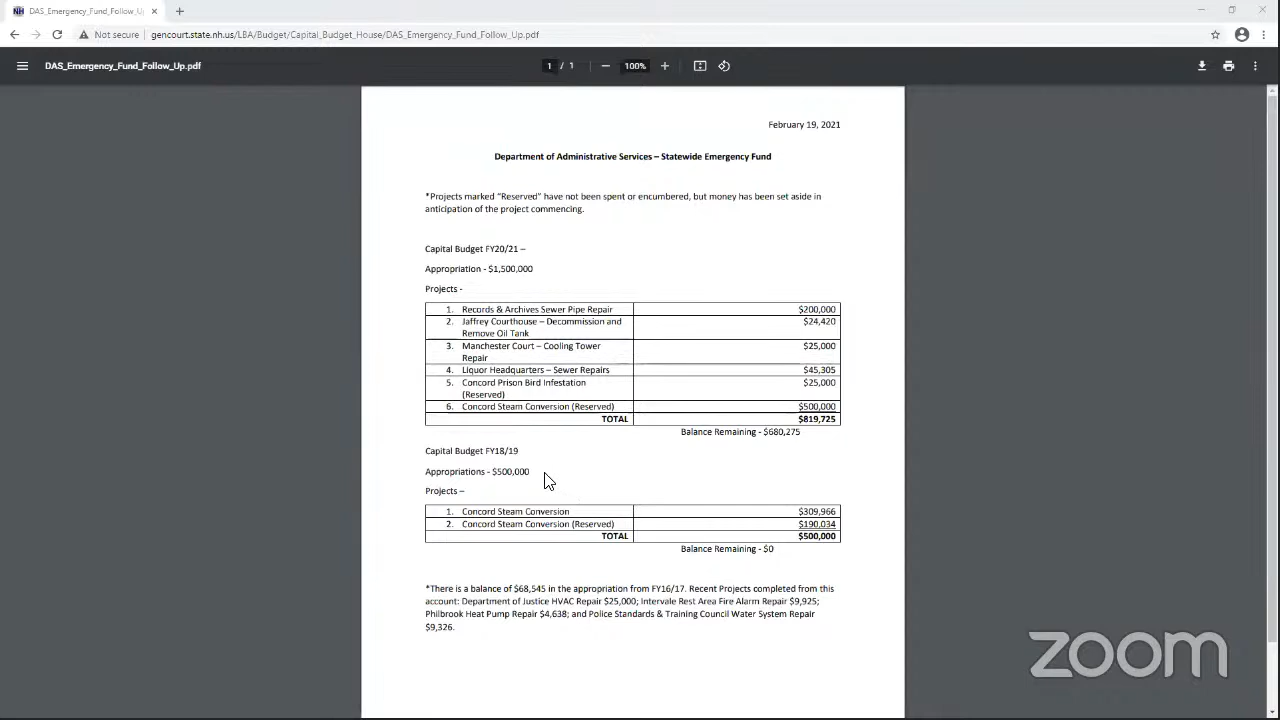 DAS_Emergency_Fund_Follow_Up
Not secure | gencourt.state.nh.us/LBA/Budget/Capital_Budget_House/DAS_Emergency_Fund_Follow_Up.pdf
DAS_Emergency_Fund_Follow_Up.pdf 1 / 1 100%
February 19, 2021
Department of Administrative Services – Statewide Emergency Fund
*Projects marked “Reserved” have not been spent or encumbered, but money has been set aside in
anticipation of the project commencing.
Capital Budget FY20/21 –
Appropriation - $1,500,000
Projects -
1. Records & Archives Sewer Pipe Repair $200,000
2. Jaffrey Courthouse – Decommission and $24,420
Remove Oil Tank
3. Manchester Court – Cooling Tower $25,000
Repair
4. Liquor Headquarters – Sewer Repairs $45,305
5. Concord Prison Bird Infestation $25,000
(Reserved)
6. Concord Steam Conversion (Reserved) $500,000
TOTAL $819,725
Balance Remaining - $680,275
Capital Budget FY18/19
Appropriations - $500,000
Projects –
1. Concord Steam Conversion $309,966
2. Concord Steam Conversion (Reserved) $190,034
TOTAL $500,000
Balance Remaining - $0
*There is a balance of $68,545 in the appropriation from FY16/17. Recent Projects completed from this
account: Department of Justice HVAC Repair $25,000; Intervale Rest Area Fire Alarm Repair $9,925;
Philbrook Heat Pump Repair $4,638; and Police Standards & Training Council Water System Repair
$9,326.
zoom